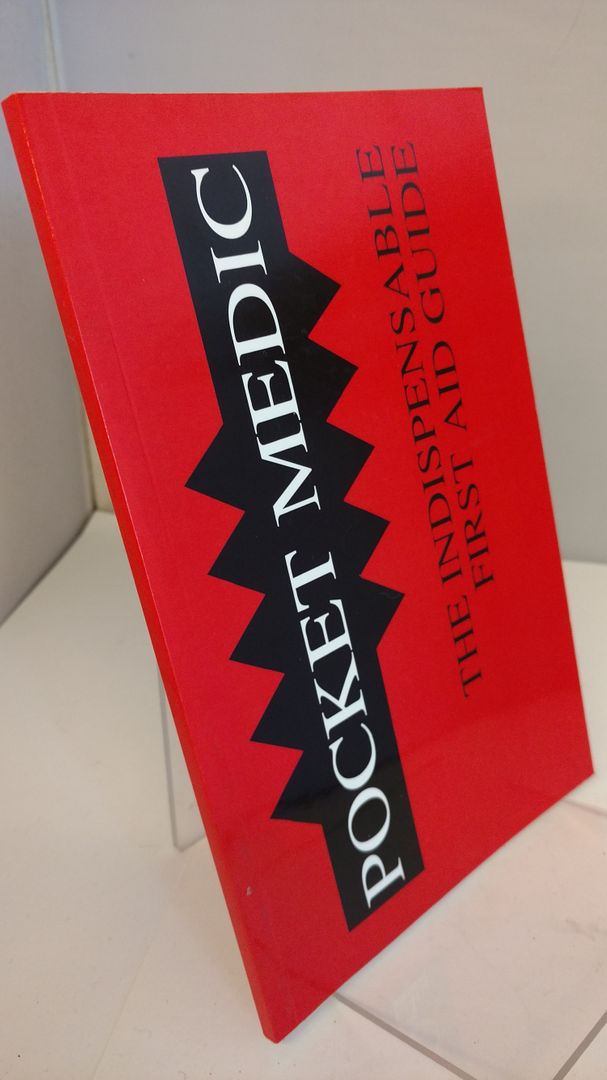 POCKET MEDIC
THE INDISPENSABLE
FIRST AID GUIDE